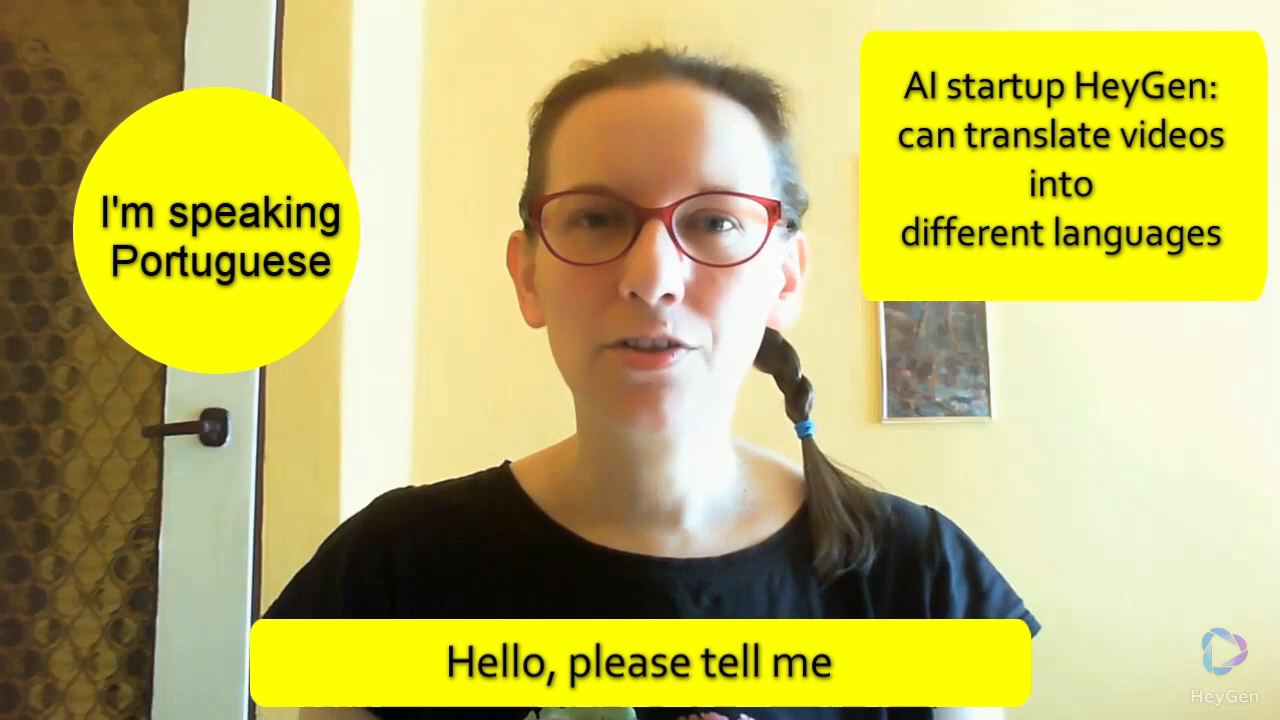 I'm speaking
Portuguese
AI startup HeyGen:
can translate videos
into
different languages
Hello, please tell me
HeyGen